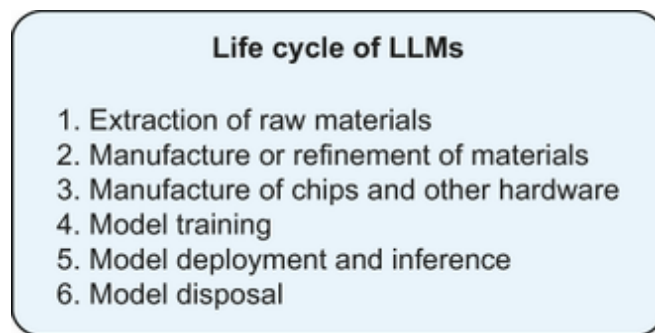 Life cycle of LLMs
1. Extraction of raw materials
2. Manufacture or refinement of materials
3. Manufacture of chips and other hardware
4. Model training
5. Model deployment and inference
6. Model disposal